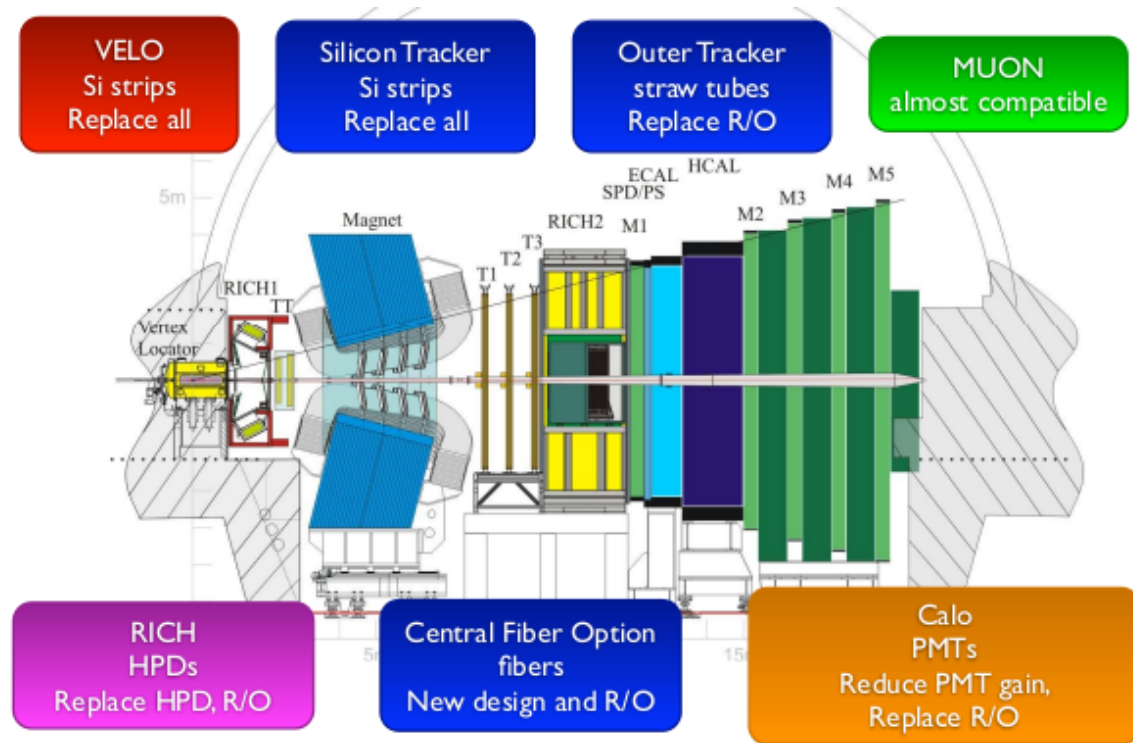 VELO
Si strips
Replace all
Silicon Tracker
Si strips
Replace all
Outer Tracker
straw tubes
Replace R/O
MUON
almost compatible
5m
Magnet
RICH1
TT
Vertex
Locator
T1
T2
T3
RICH2
M1
SPD/PS
ECAL
HCAL
M2
M3
M4
M5
RICH
HPDs
Replace HPD, R/O
5m
Central Fiber Option
fibers
New design and R/O
15m
Calo
PMTs
Reduce PMT gain,
Replace R/O